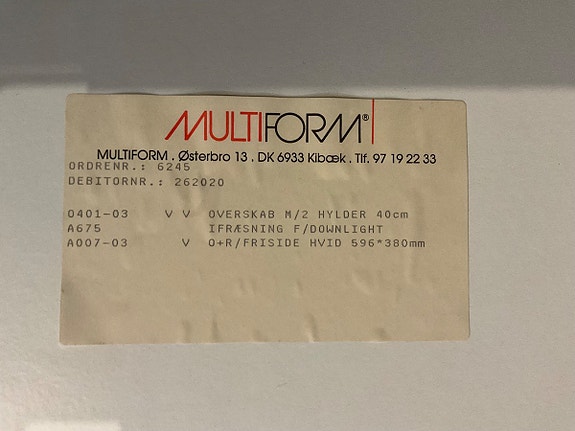 MULTIFORM®
MULTIFORM . Østerbro 13 . DK 6933 Kibæk . Tlf. 97 19 22 33
ORDRENR.: 6245
DEBITORNR.: 262020
0401-03 V V OVERSKAB M/2 HYLDER 40cm
A675 IFRÆSNING F/DOWNLIGHT
A007-03 V O+R/FRISIDE HVID 596*380mm